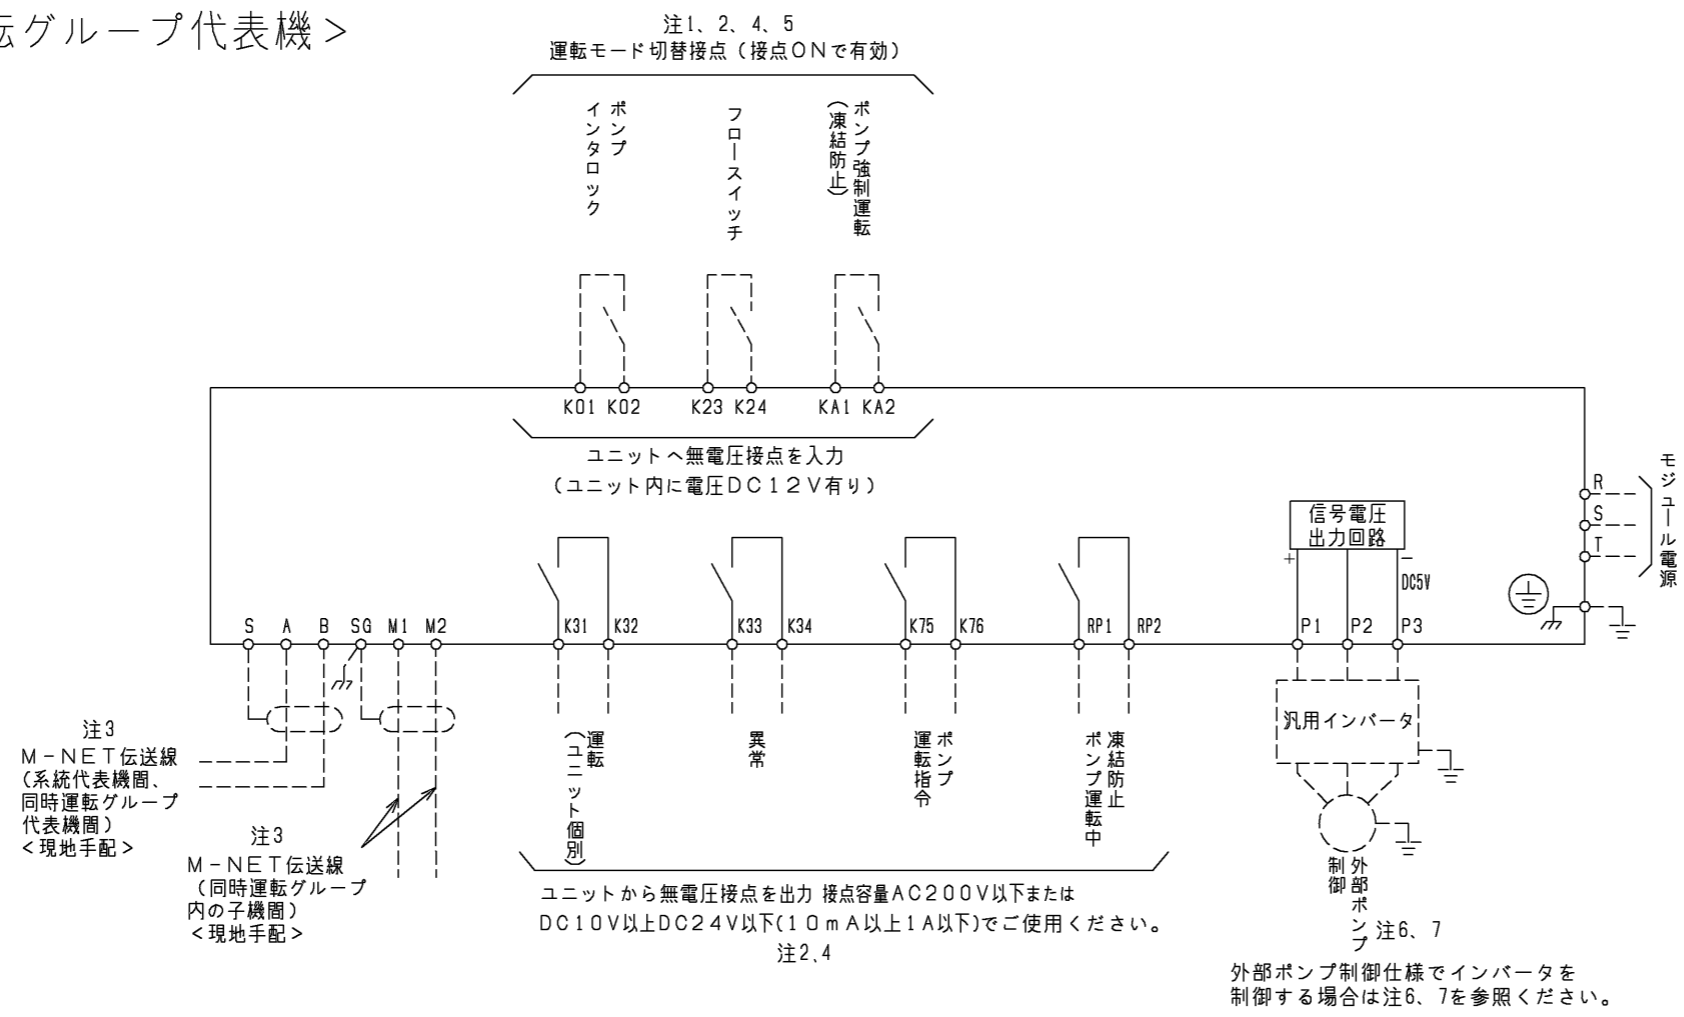 転グループ代表機>
注1、2、4、5
運転モード切替接点（接点ONで有効）
ポンプ
インタロック
フロースイッチ
ポンプ強制運転
（凍結防止）
K01 K02 K23 K24 KA1 KA2
ユニットへ無電圧接点を入力
（ユニット内に電圧DC12V有り）
モジュール電源
R
S
T
信号電圧
出力回路
+ −
DC5V
S A B SG M1 M2 K31 K32 K33 K34 K75 K76 RP1 RP2 P1 P2 P3
注3
M－NET伝送線
(系統代表機間、
同時運転グループ
代表機間)
<現地手配>
注3
M－NET伝送線
(同時運転グループ
内の子機間)
<現地手配>
運転
（ユニット個別）
異常
ポンプ
運転指令
凍結防止
ポンプ運転中
汎用インバータ
外部ポンプ
制御
注6、7
ユニットから無電圧接点を出力 接点容量AC200V以下または
DC10V以上DC24V以下(10mA以上1A以下)でご使用ください。
注2、4
外部ポンプ制御仕様でインバータを
制御する場合は注6、7を参照ください。